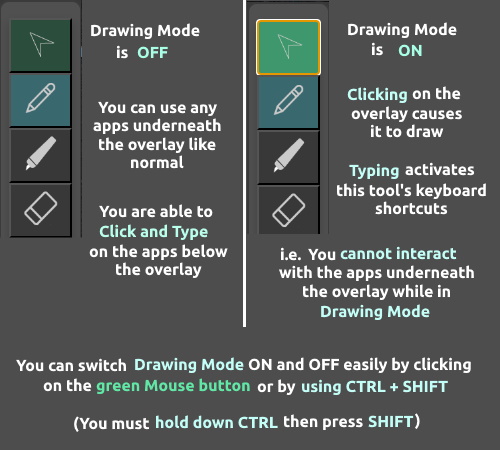 Drawing Mode
is OFF
You can use any
apps underneath
the overlay like
normal
You are able to
Click and Type
on the apps below
the overlay
Drawing Mode
is ON
Clicking on the
overlay causes
it to draw
Typing activates
this tool's keyboard
shortcuts
i.e. You cannot interact
with the apps underneath
the overlay while in
Drawing Mode
You can switch Drawing Mode ON and OFF easily by clicking
on the green Mouse button or by using CTRL + SHIFT
(You must hold down CTRL then press SHIFT)